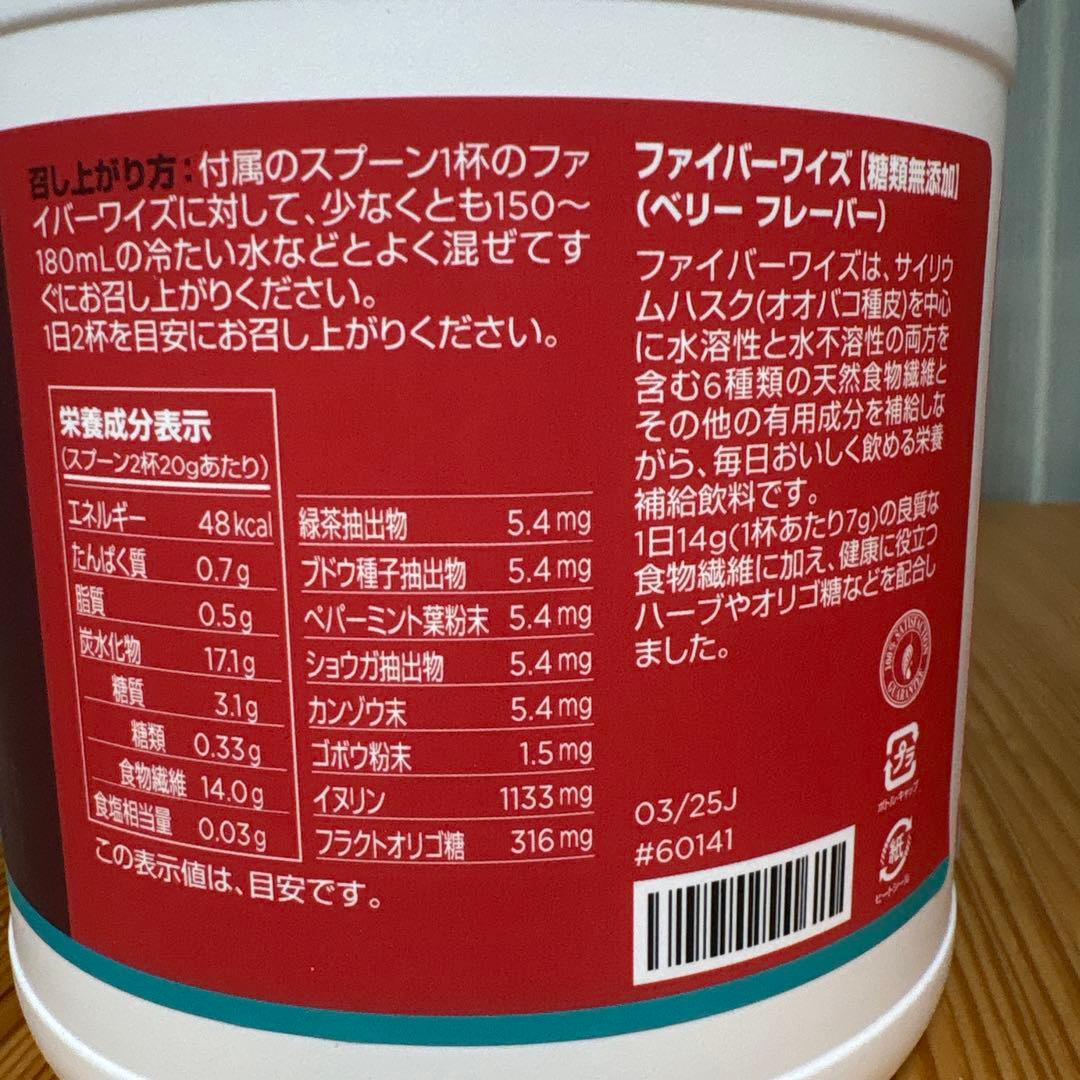 召し上がり方：付属のスプーン1杯のファ
イバーワイズに対して、少なくとも150～
180mLの冷たい水などとよく混ぜてす
ぐにお召し上がりください。
1日2杯を目安にお召し上がりください。
栄養成分表示
(スプーン2杯20gあたり)
エネルギー 48kcal
たんぱく質 0.7g
脂質 0.5g
炭水化物 17.1g
糖質 3.1g
糖類 0.33g
食物繊維 14.0g
食塩相当量 0.03g
この表示値は、目安です。
緑茶抽出物 5.4mg
ブドウ種子抽出物 5.4mg
ペパーミント葉粉末 5.4mg
ショウガ抽出物 5.4mg
カンゾウ末 5.4mg
ゴボウ粉末 1.5mg
イヌリン 1133mg
フラクトオリゴ糖 316mg
ファイバーワイズ【糖類無添加】
(ベリー フレーバー)
ファイバーワイズは、サイリウ
ムハスク(オオバコ種皮)を中心
に水溶性と水不溶性の両方を
含む6種類の天然食物繊維と
その他の有用成分を補給しな
がら、毎日おいしく飲める栄養
補給飲料です。
1日14g(1杯あたり7g)の良質な
食物繊維に加え、健康に役立つ
ハーブやオリゴ糖などを配合し
ました。
100% SATISFACTION
GUARANTEE
プラ
ボトル・キャップ
紙
ヒートシール
03/25J
#60141